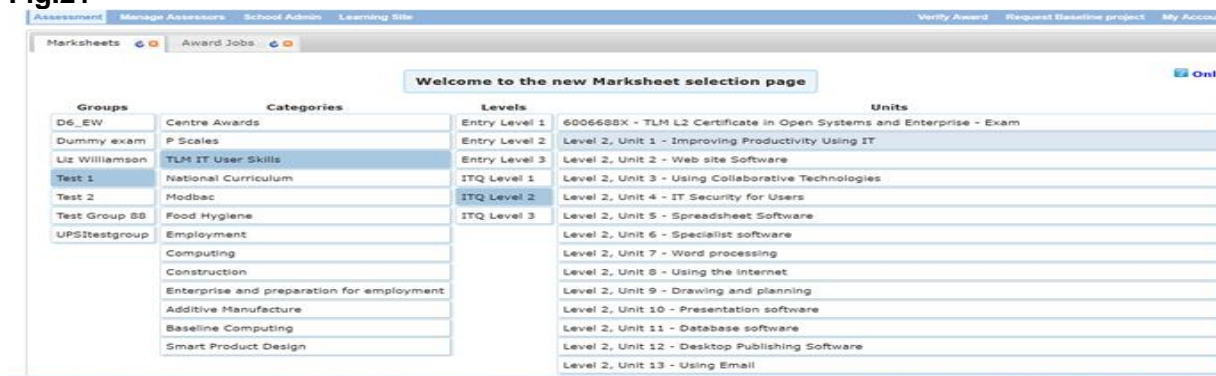 Fig.21
Assessment Manage Assessors School Admin Learning Site Verify Award Request Baseline project My Accou
Marksheets Award Jobs
Welcome to the new Marksheet selection page
Onl
Groups Categories Levels Units
D6_EW Centre Awards Entry Level 1 6006688X - TLM L2 Certificate in Open Systems and Enterprise - Exam
Dummy exam P Scales Entry Level 2 Level 2, Unit 1 - Improving Productivity Using IT
Liz Williamson TLM IT User Skills Entry Level 3 Level 2, Unit 2 - Web site Software
Test 1 National Curriculum ITQ Level 1 Level 2, Unit 3 - Using Collaborative Technologies
Test 2 Modbac ITQ Level 2 Level 2, Unit 4 - IT Security for Users
Test Group 88 Food Hygiene ITQ Level 3 Level 2, Unit 5 - Spreadsheet Software
UPSItestgroup Employment Level 2, Unit 6 - Specialist software
Computing Level 2, Unit 7 - Word processing
Construction Level 2, Unit 8 - Using the internet
Enterprise and preparation for employment Level 2, Unit 9 - Drawing and planning
Additive Manufacture Level 2, Unit 10 - Presentation software
Baseline Computing Level 2, Unit 11 - Database software
Smart Product Design Level 2, Unit 12 - Desktop Publishing Software
Level 2, Unit 13 - Using Email